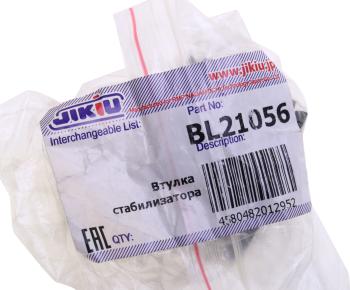 JIKIU
www.jikiu.jp
Interchangeable List:
Part No:
BL21056
Description:
Втулка
стабилизатора
EAC QTY:
4580482012952